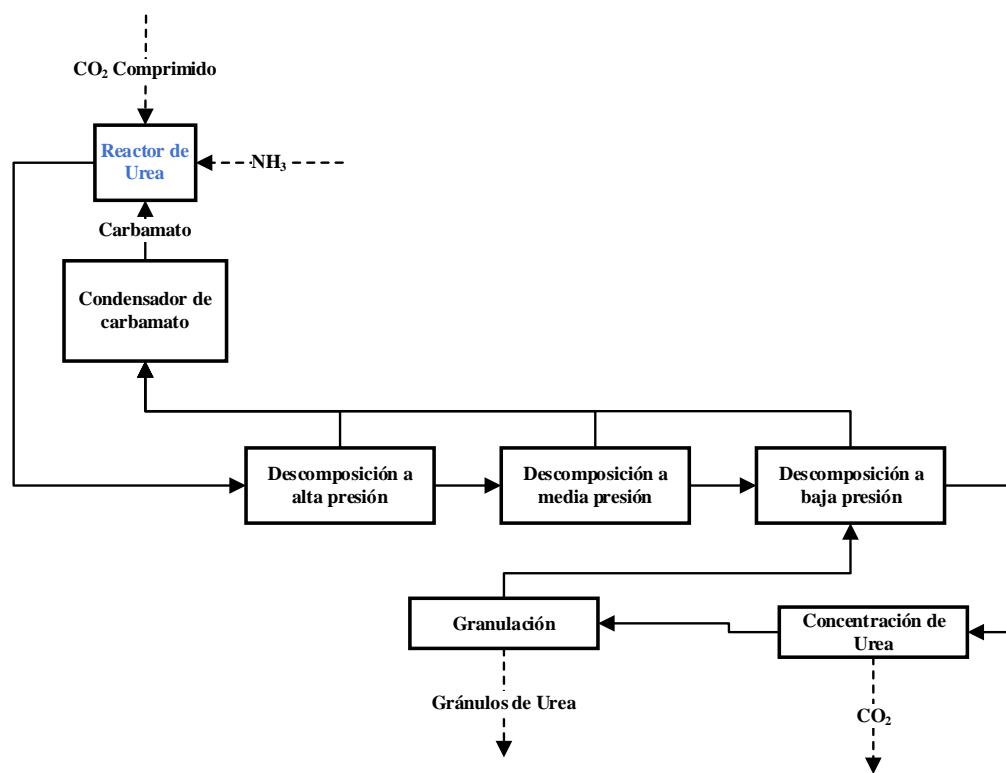 CO₂ Comprimido
Reactor de
Urea
NH₃
Carbamato
Condensador de
carbamato
Descomposición a
alta presión
Descomposición a
media presión
Descomposición a
baja presión
Granulación
Concentración de
Urea
Gránulos de Urea
CO₂